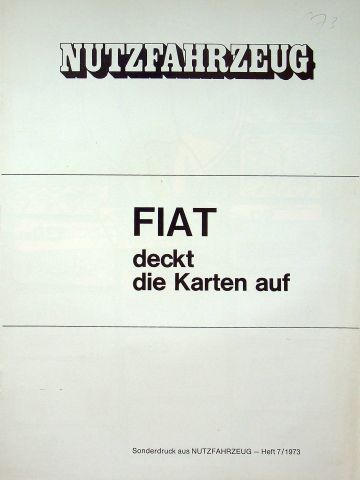 NUTZFAHRZEUG
FIAT
deckt
die Karten auf
Sonderdruck aus NUTZFAHRZEUG — Heft 7/1973